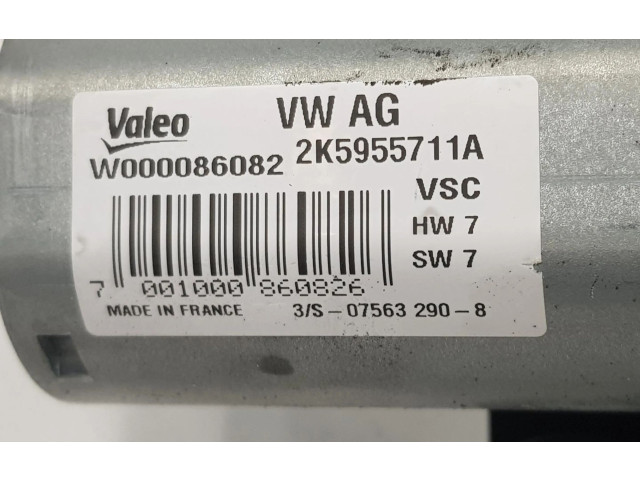 Valeo VW AG
W000086082 2K5955711A
VSC
HW 7
SW 7
7 001000 860826
MADE IN FRANCE 3/S - 07563 290 - 8